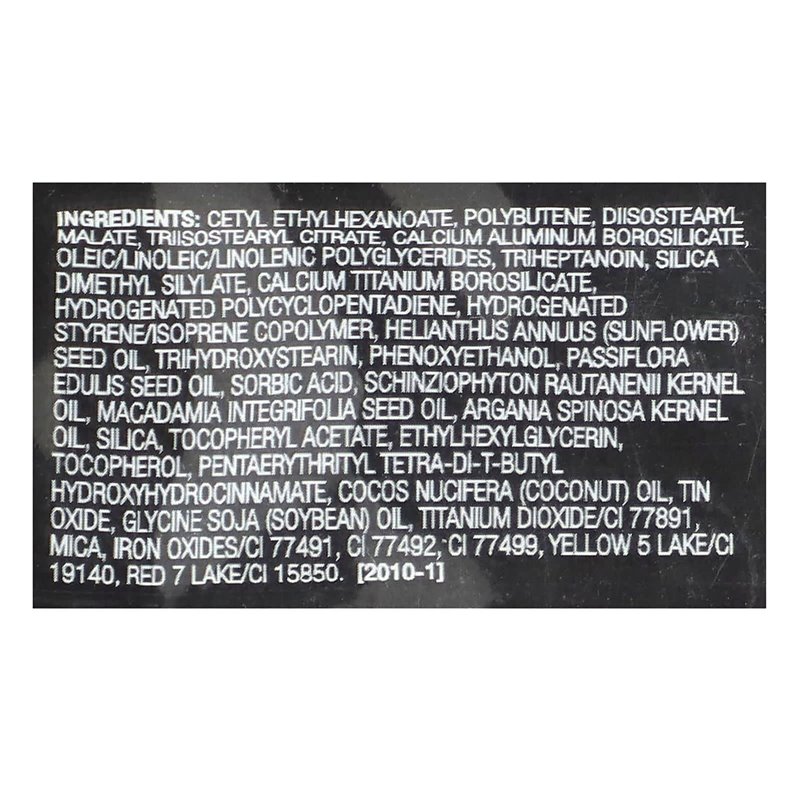 INGREDIENTS: CETYL ETHYLHEXANOATE, POLYBUTENE, DIISOSTEARYL
MALATE, TRIISOSTEARYL CITRATE, CALCIUM ALUMINUM BOROSILICATE,
OLEIC/LINOLEIC/LINOLENIC POLYGLYCERIDES, TRIHEPTANOIN, SILICA
DIMETHYL SILYLATE, CALCIUM TITANIUM BOROSILICATE,
HYDROGENATED POLYCYCLOPENTADIENE, HYDROGENATED
STYRENE/ISOPRENE COPOLYMER, HELIANTHUS ANNUUS (SUNFLOWER)
SEED OIL, TRIHYDROXYSTEARIN, PHENOXYETHANOL, PASSIFLORA
EDULIS SEED OIL, SORBIC ACID, SCHINZIOPHYTON RAUTANENII KERNEL
OIL, MACADAMIA INTEGRIFOLIA SEED OIL, ARGANIA SPINOSA KERNEL
OIL, SILICA, TOCOPHERYL ACETATE, ETHYLHEXYLGLYCERIN,
TOCOPHEROL, PENTAERYTHRITYL TETRA-DI-T-BUTYL
HYDROXYHYDROCINNAMATE, COCOS NUCIFERA (COCONUT) OIL, TIN
OXIDE, GLYCINE SOJA (SOYBEAN) OIL, TITANIUM DIOXIDE/CI 77891,
MICA, IRON OXIDES/CI 77491, CI 77492, CI 77499, YELLOW 5 LAKE/CI
19140, RED 7 LAKE/CI 15850. [2010-1]